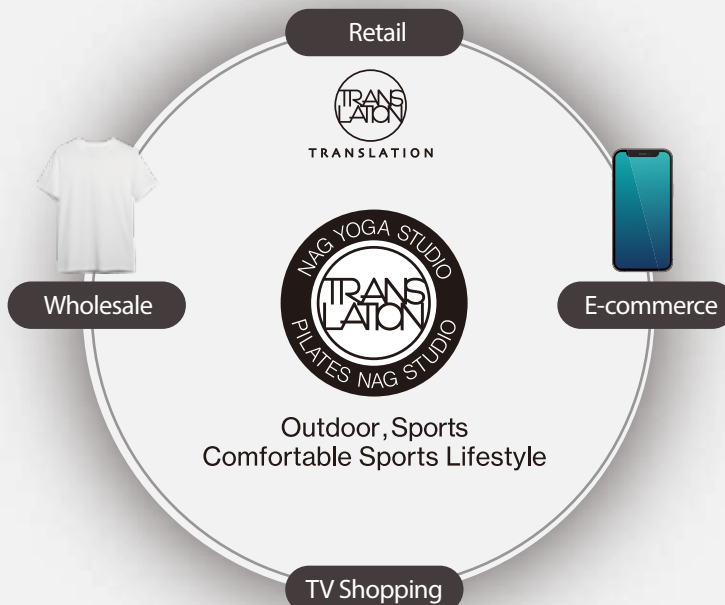 Retail
TRANS
LATION
TRANSLATION
Wholesale
E-commerce
NAG YOGA STUDIO
TRANS
LATION
PILATES NAG STUDIO
Outdoor, Sports
Comfortable Sports Lifestyle
TV Shopping